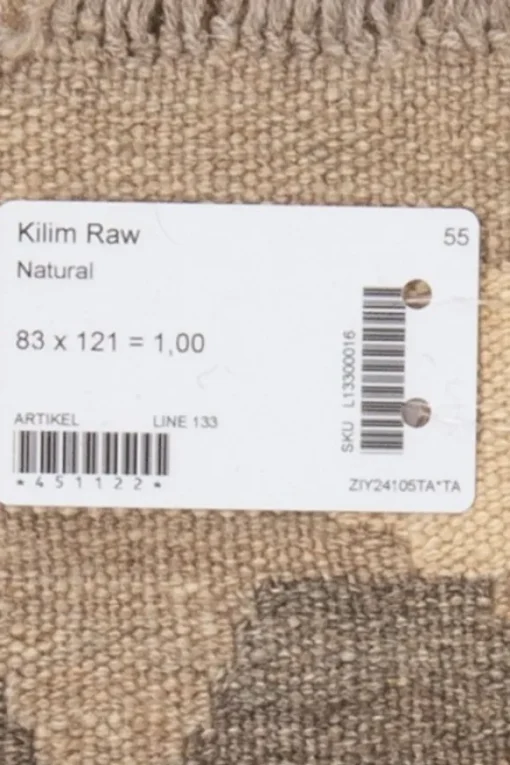 Kilim Raw
55
Natural
83 x 121 = 1,00
ARTIKEL
LINE 133
*451122*
SKU L13300016
ZIY24105TA*TA